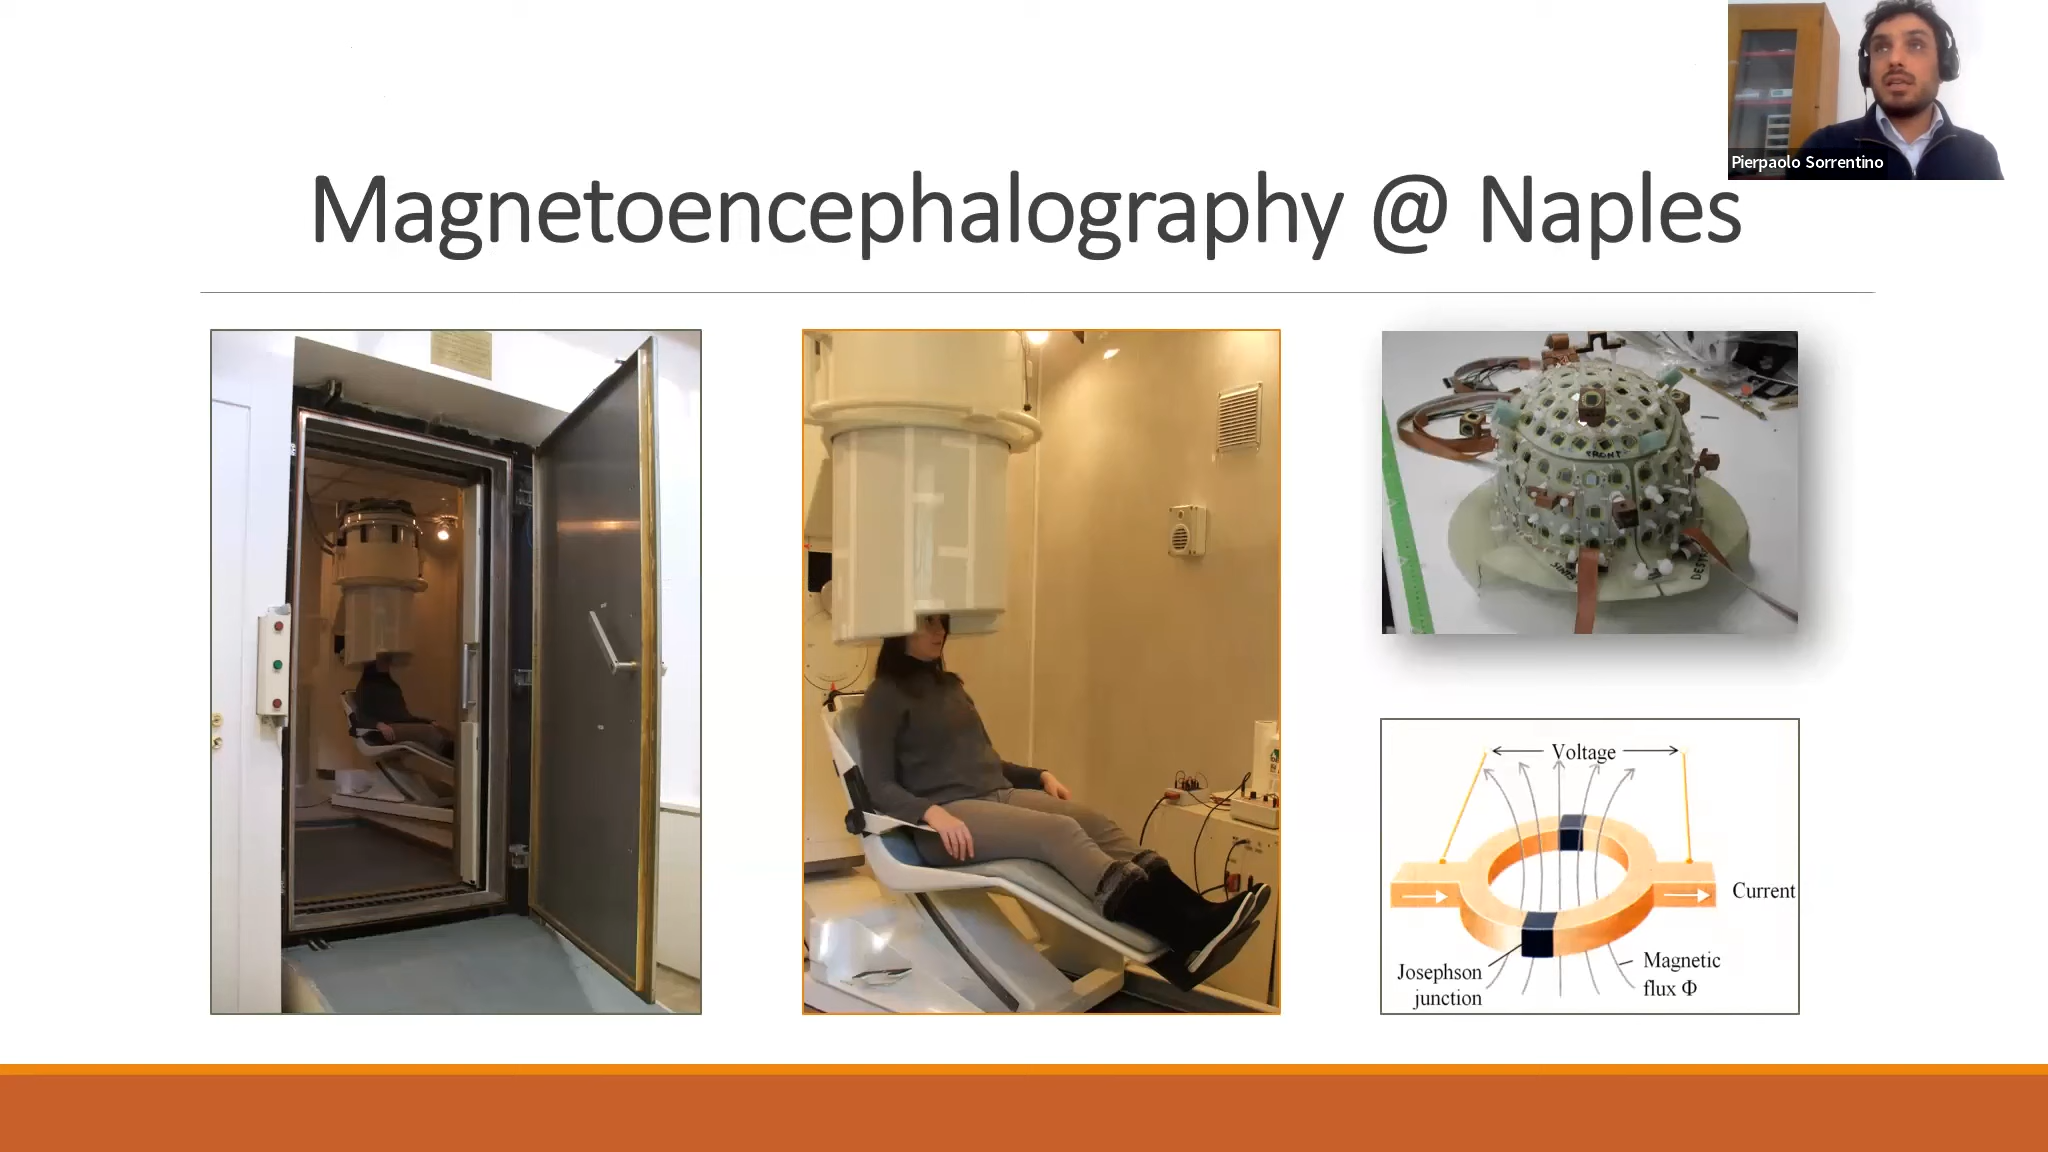 Pierpaolo Sorrentino
Magnetoencephalography @ Naples
FRONT
Voltage
Current
Josephson
junction
Magnetic
flux Φ